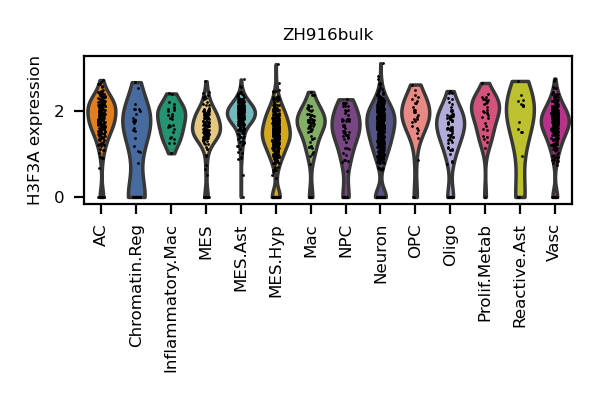 ZH916bulk
H3F3A expression
2
0
AC
Chromatin.Reg
Inflammatory.Mac
MES
MES.Ast
MES.Hyp
Mac
NPC
Neuron
OPC
Oligo
Prolif.Metab
Reactive.Ast
Vasc